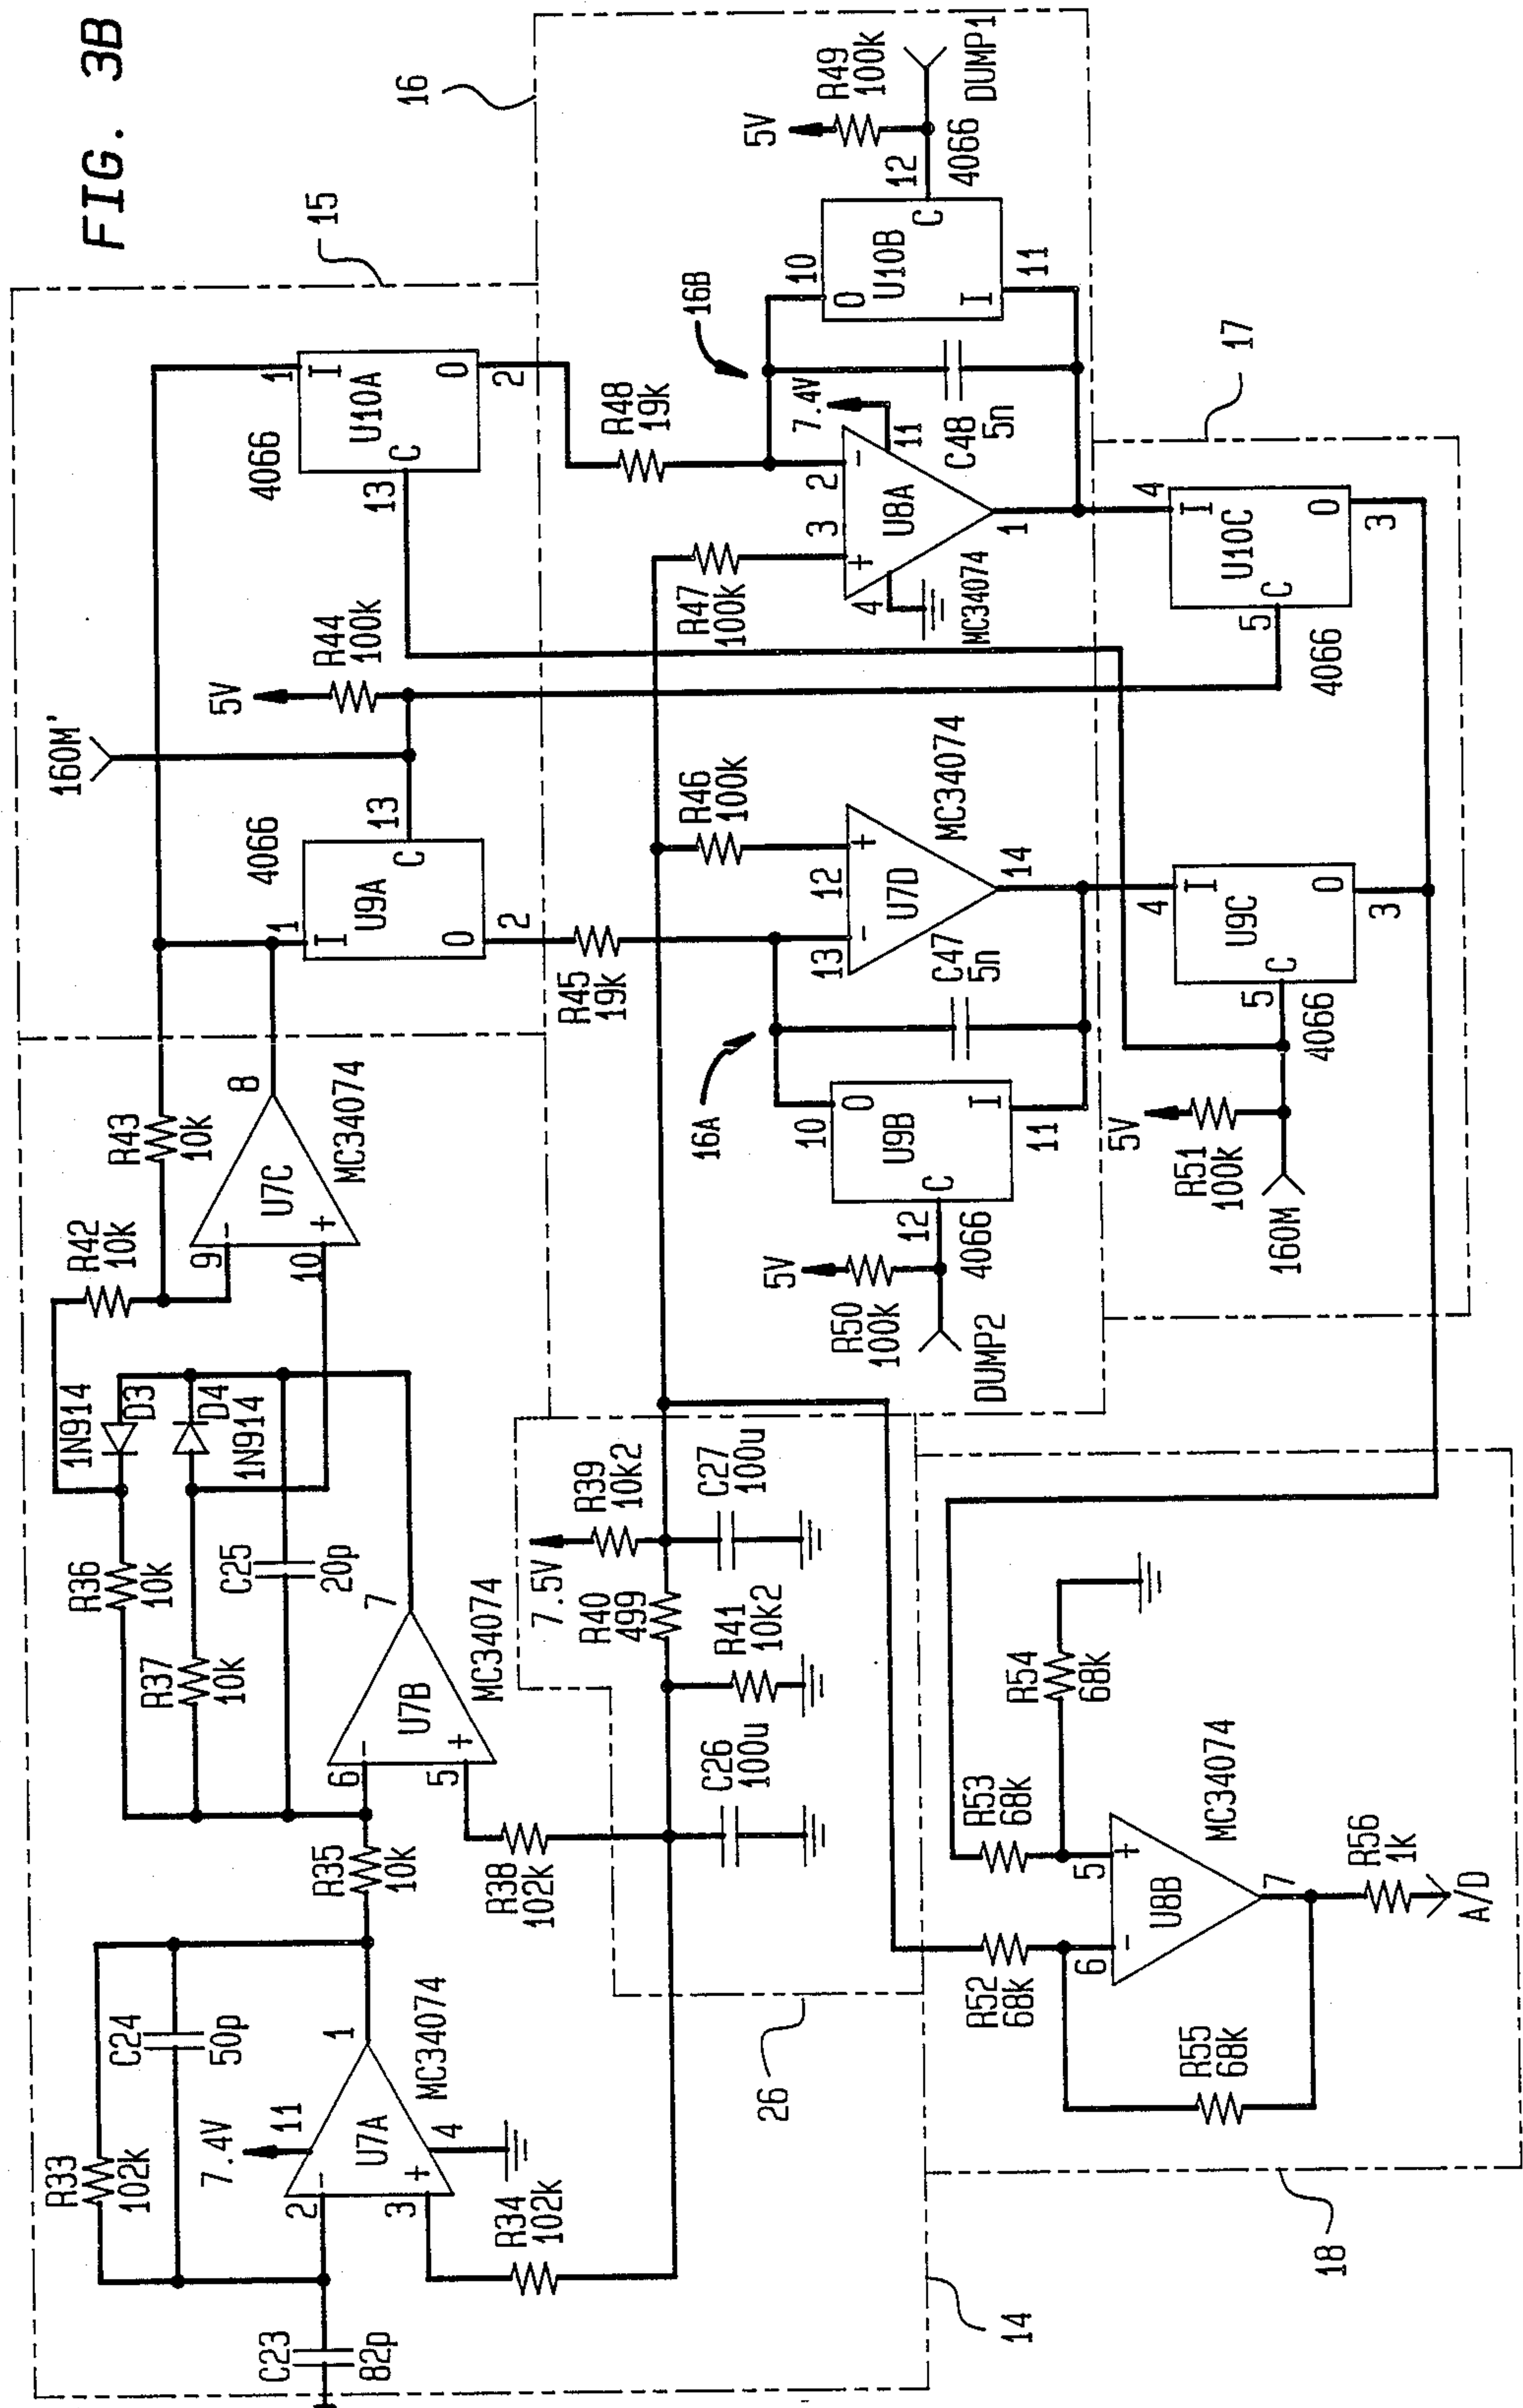 FIG. 3B
R33
102k
C24
50p
7.4V
11
2
3
4
1
U7A
MC34074
C23
82p
R34
102k
R35
10k
R36
10k
R37
10k
C25
20p
1N914
D3
D4
1N914
6
5
7
U7B
MC34074
R38
102k
R42
10k
R43
10k
9
10
8
U7C
MC34074
14
7.5V
R39
10k2
R40
499
R41
10k2
C26
100u
C27
100u
26
160M'
15
4066
1
I
U9A
C
13
O
2
5V
R44
100k
4066
1
I
U10A
C
13
O
2
16
R45
19k
R46
100k
R47
100k
R48
19k
16A
16B
13
12
-
+
U7D
14
MC34074
C47
5n
10
O
U9B
I
11
C
12
4066
5V
R50
100k
DUMP2
7.4V
2
3
4
11
-
+
U8A
1
MC34074
C48
5n
10
O
U10B
I
11
C
12
4066
5V
R49
100k
DUMP1
17
4
I
U9C
C
5
O
3
4066
5V
R51
100k
160M
4
I
U10C
C
5
O
3
4066
R52
68k
R53
68k
R54
68k
R55
68k
6
5
-
+
U8B
7
MC34074
R56
1k
A/D
18